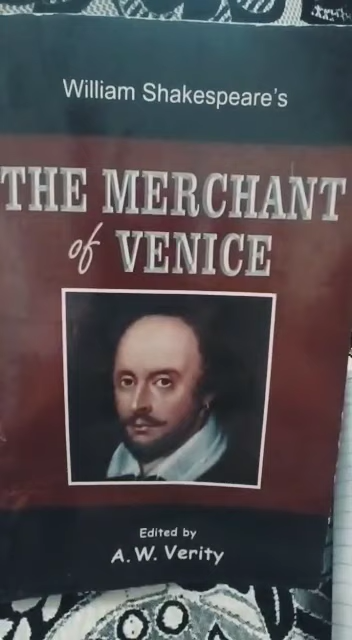 William Shakespeare's
THE MERCHANT
of VENICE
Edited by
A. W. Verity